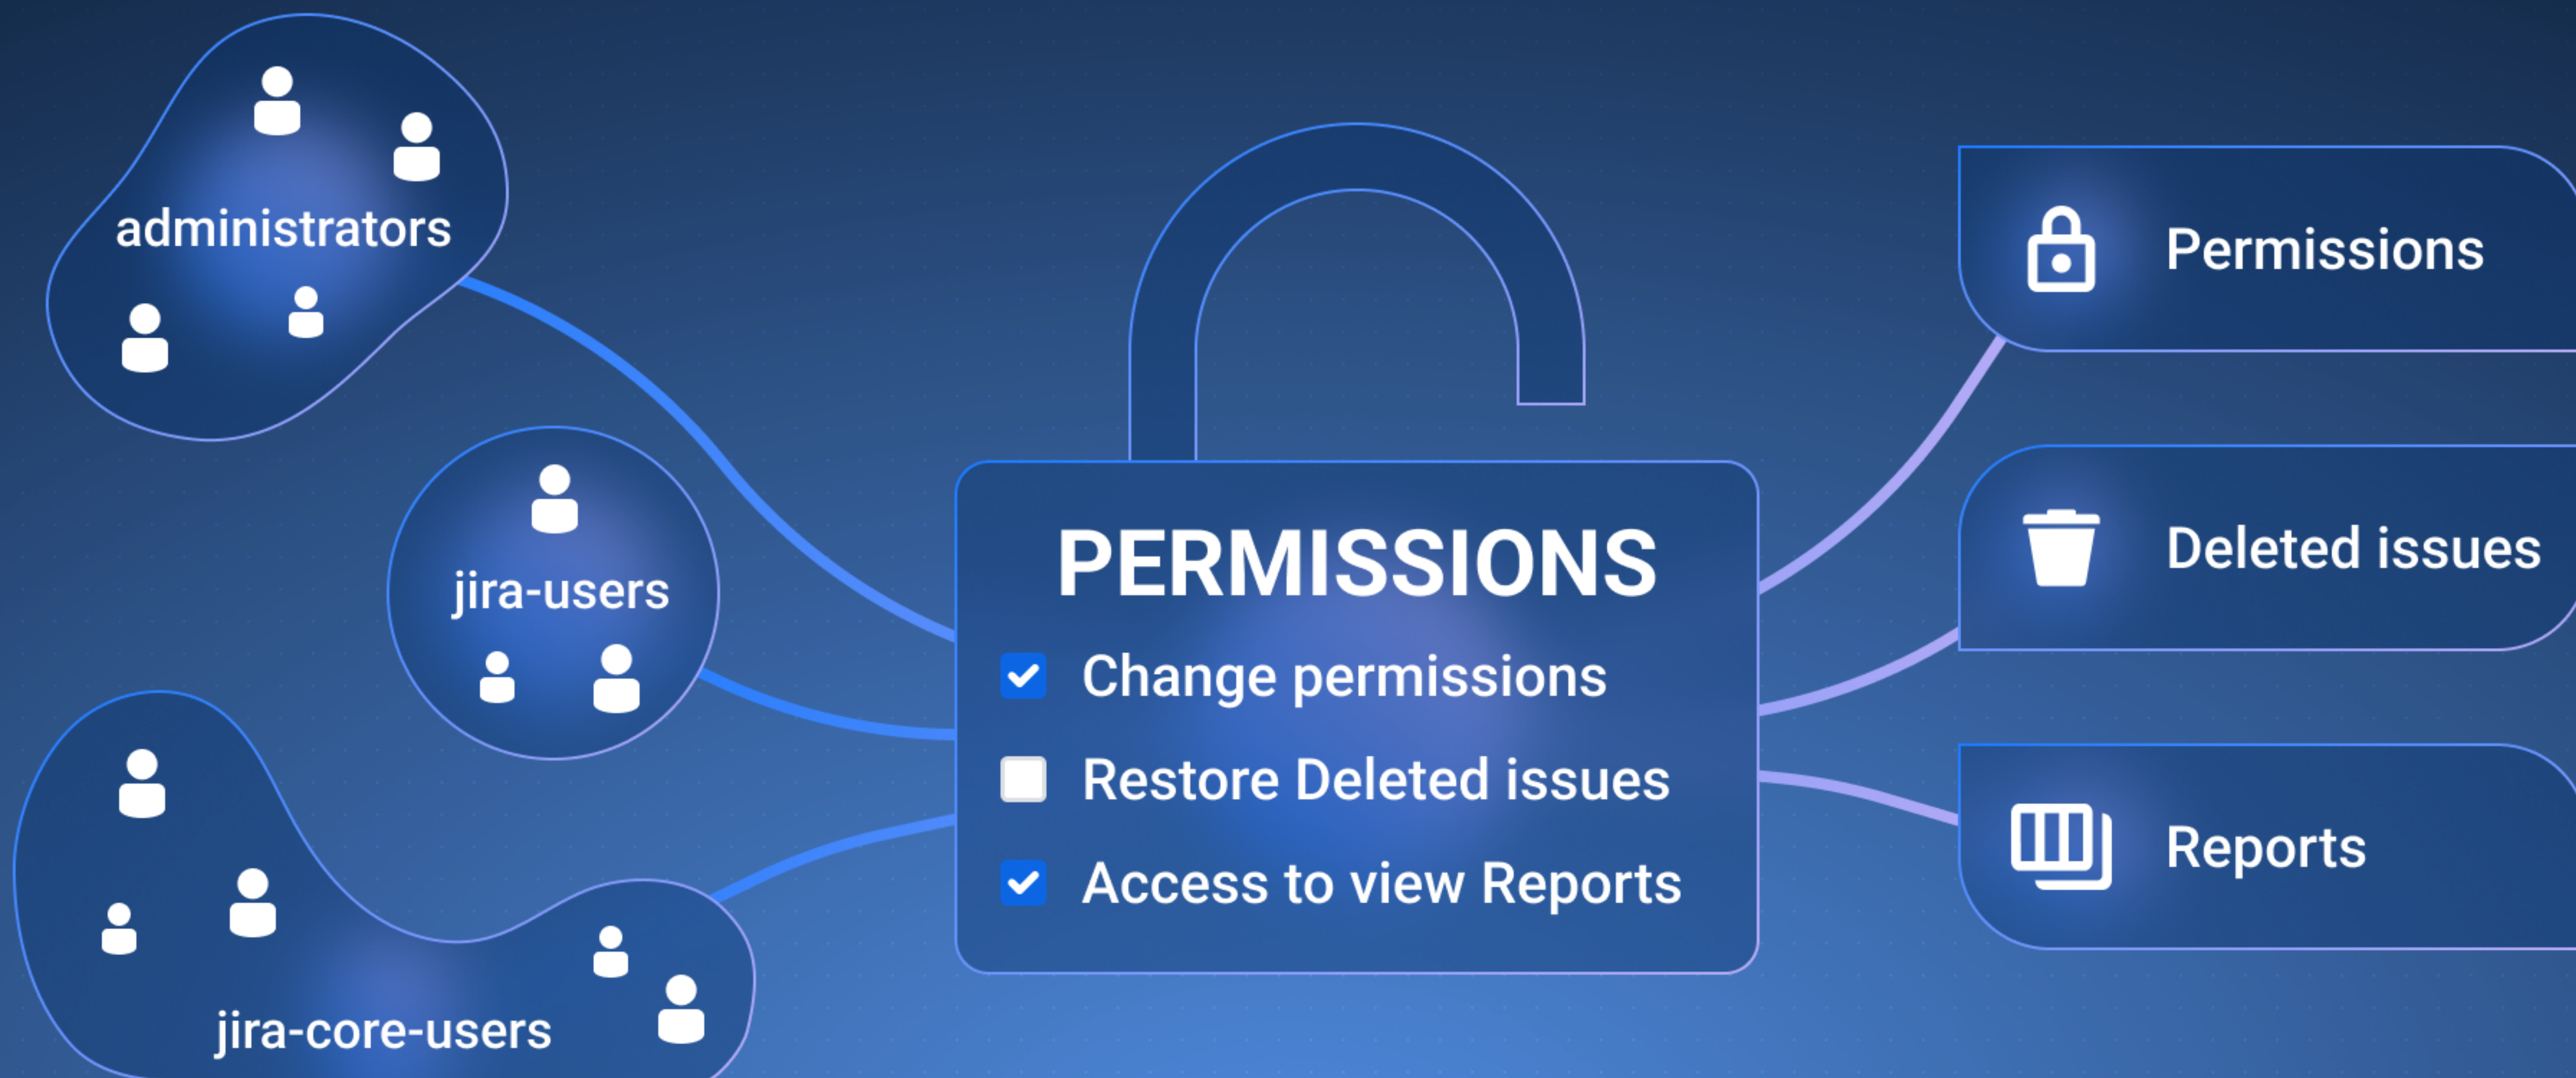 administrators
jira-users
jira-core-users
PERMISSIONS
Change permissions
Restore Deleted issues
Access to view Reports
Permissions
Deleted issues
Reports